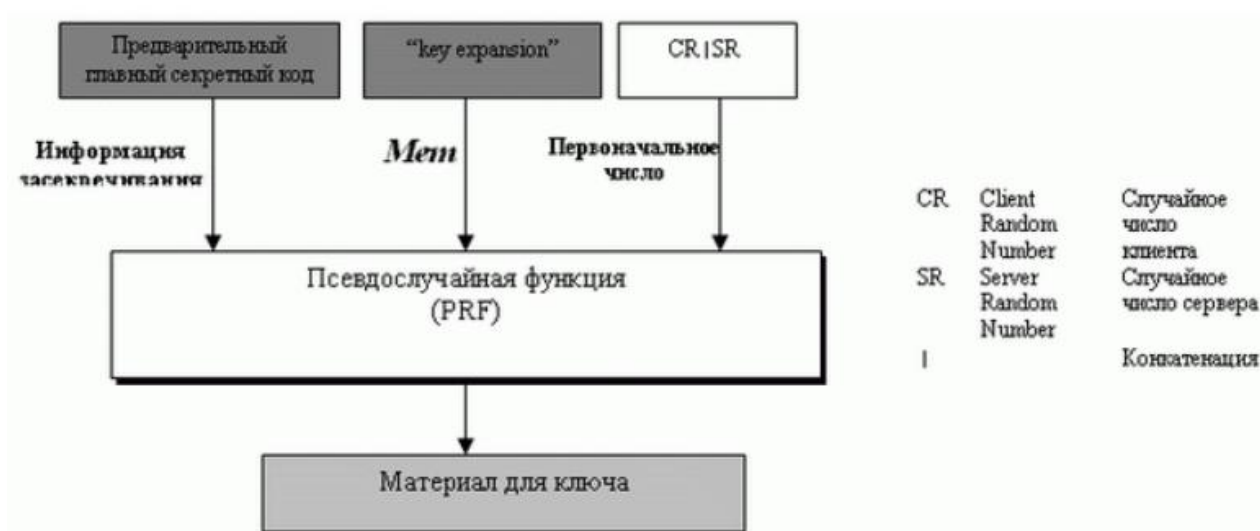 Предварительный
главный секретный код
“key expansion”
CR|SR
Информация
засекречивания
Мет
Первоначальное
число
Псевдослучайная функция
(PRF)
Материал для ключа
CR Client Случайное
Random число
Number клиента
SR Server Случайное
Random число сервера
Number
| Конкатенация